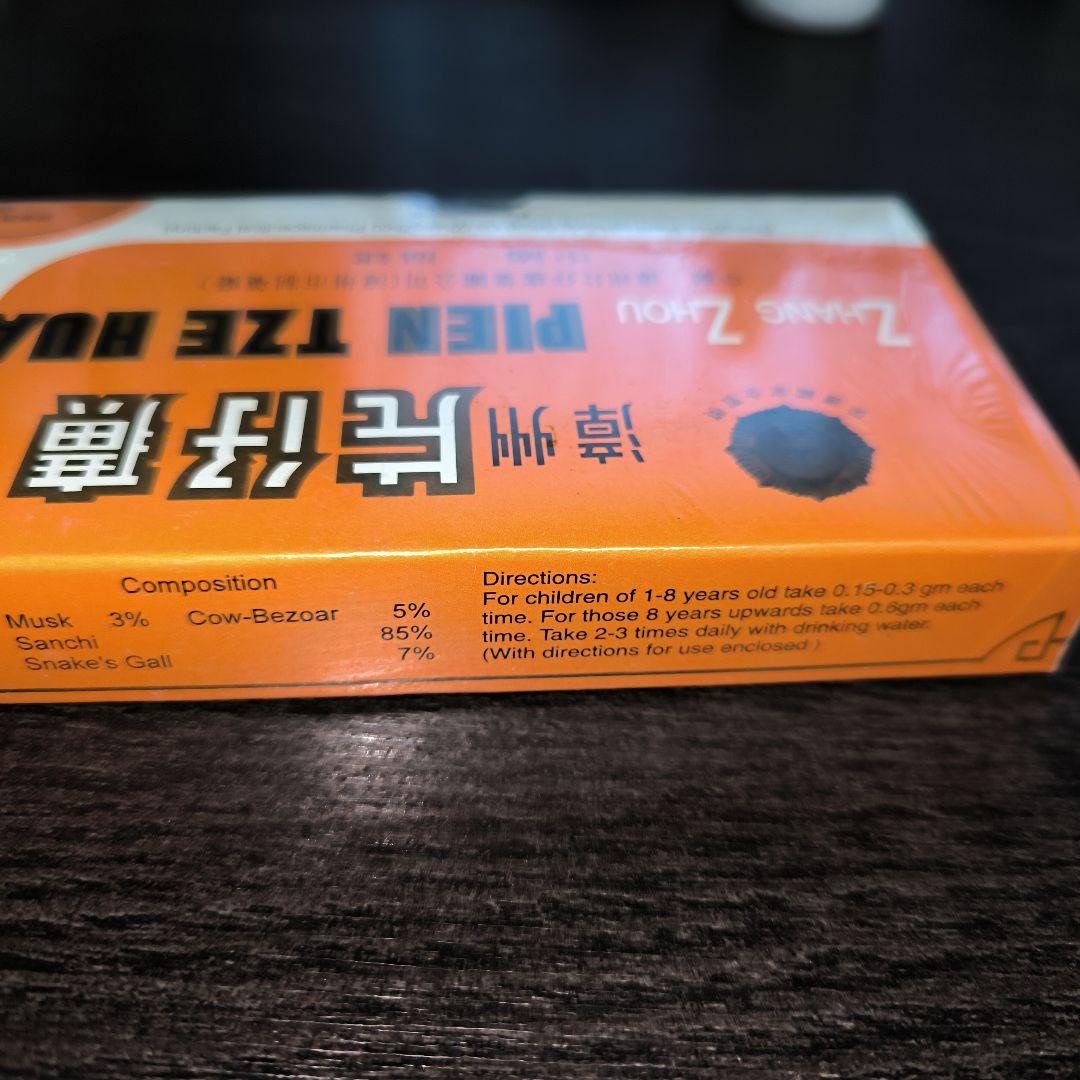 ZHANG ZHOU
PIEN TZE HUA
漳州
片仔癀
Composition
Musk 3% Cow-Bezoar 5%
Sanchi 85%
Snake's Gall 7%
Directions:
For children of 1-8 years old take 0.15-0.3 gm each
time. For those 8 years upwards take 0.6gm each
time. Take 2-3 times daily with drinking water.
(With directions for use enclosed)